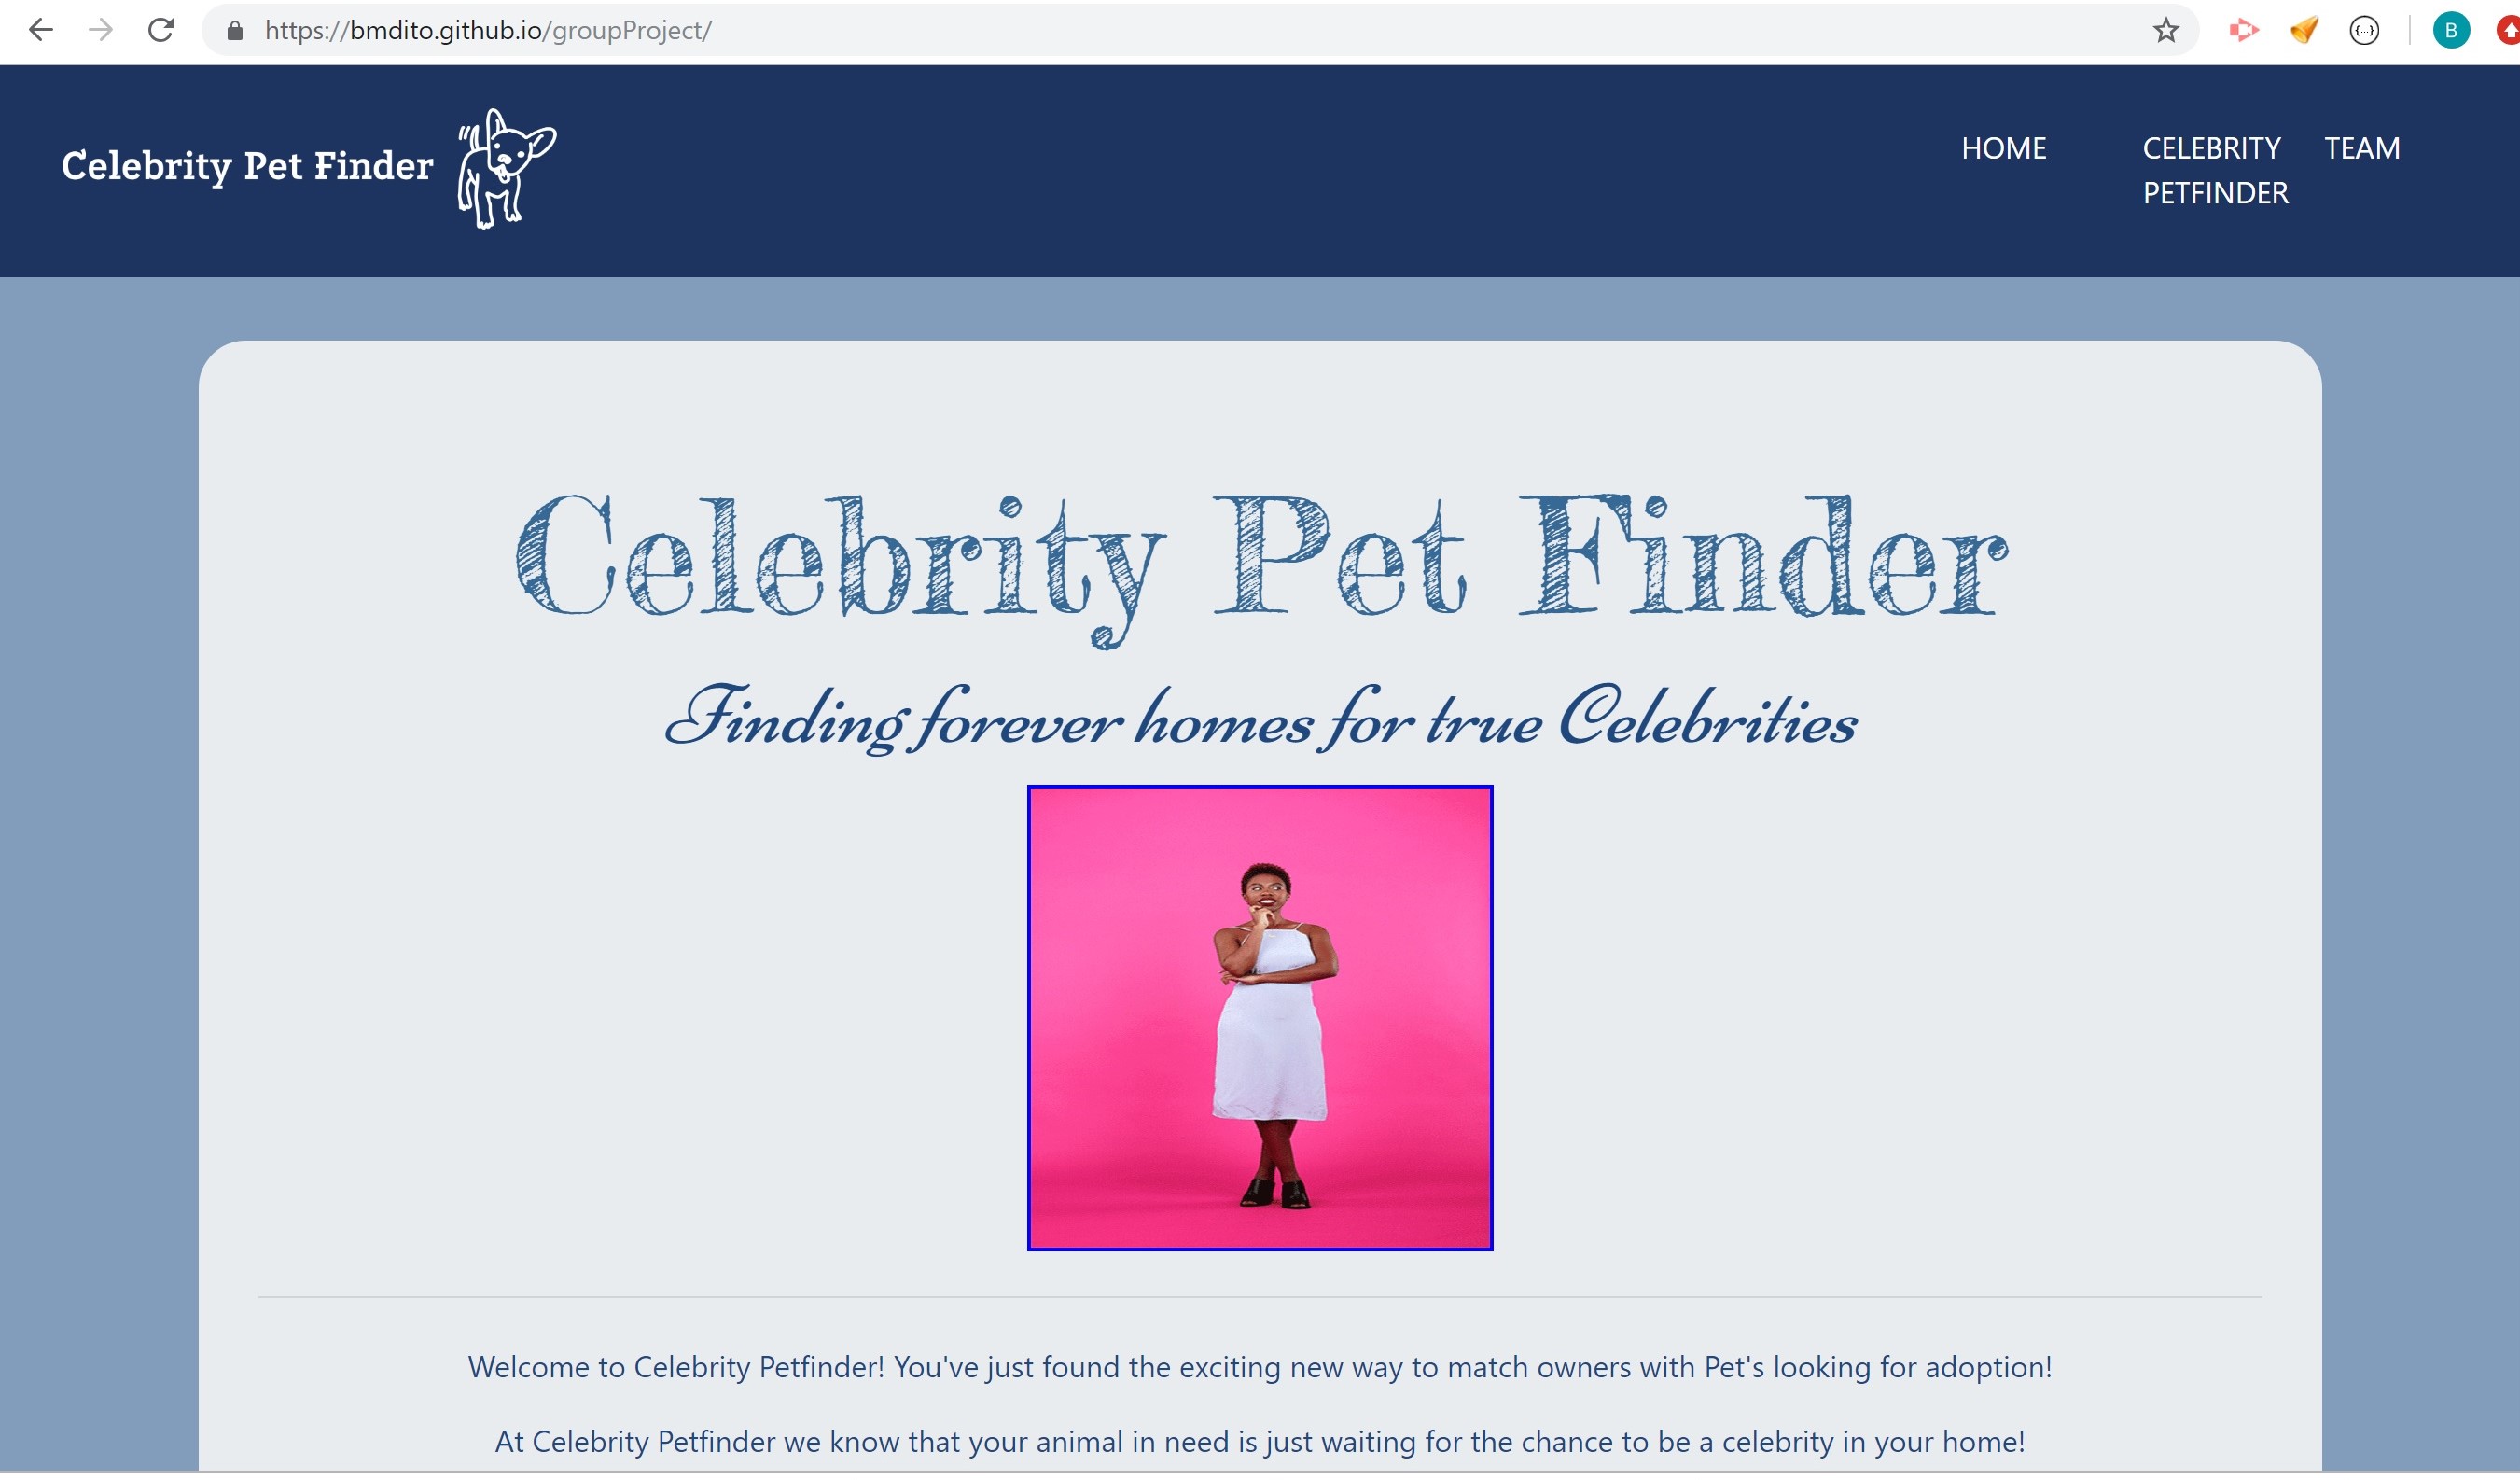 https://bmdito.github.io/groupProject/
B
Celebrity Pet Finder
HOME
CELEBRITY
PETFINDER
TEAM
Celebrity Pet Finder
Finding forever homes for true Celebrities
Welcome to Celebrity Petfinder! You've just found the exciting new way to match owners with Pet's looking for adoption!
At Celebrity Petfinder we know that your animal in need is just waiting for the chance to be a celebrity in your home!